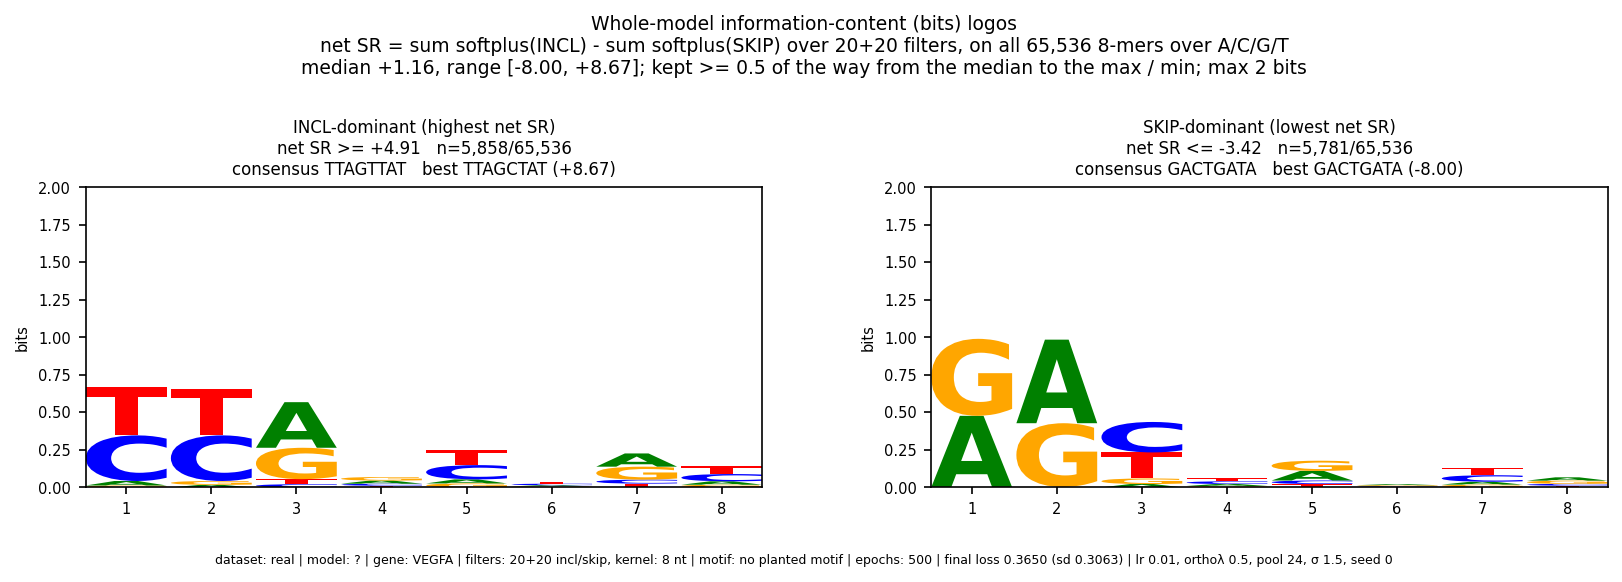 Whole-model information-content (bits) logos
net SR = sum softplus(INCL) - sum softplus(SKIP) over 20+20 filters, on all 65,536 8-mers over A/C/G/T
median +1.16, range [-8.00, +8.67]; kept >= 0.5 of the way from the median to the max / min; max 2 bits
INCL-dominant (highest net SR)
net SR >= +4.91   n=5,858/65,536
consensus TTAGTTAT   best TTAGCTAT (+8.67)
2.00
1.75
1.50
1.25
1.00
0.75
0.50
0.25
0.00
bits
T
C
T
C
A
G
T
C
A
G
T
C
1 2 3 4 5 6 7 8
SKIP-dominant (lowest net SR)
net SR <= -3.42   n=5,781/65,536
consensus GACTGATA   best GACTGATA (-8.00)
2.00
1.75
1.50
1.25
1.00
0.75
0.50
0.25
0.00
bits
G
A
A
G
C
T
G
A
T
C
1 2 3 4 5 6 7 8
dataset: real | model: ? | gene: VEGFA | filters: 20+20 incl/skip, kernel: 8 nt | motif: no planted motif | epochs: 500 | final loss 0.3650 (sd 0.3063) | lr 0.01, orthoλ 0.5, pool 24, σ 1.5, seed 0